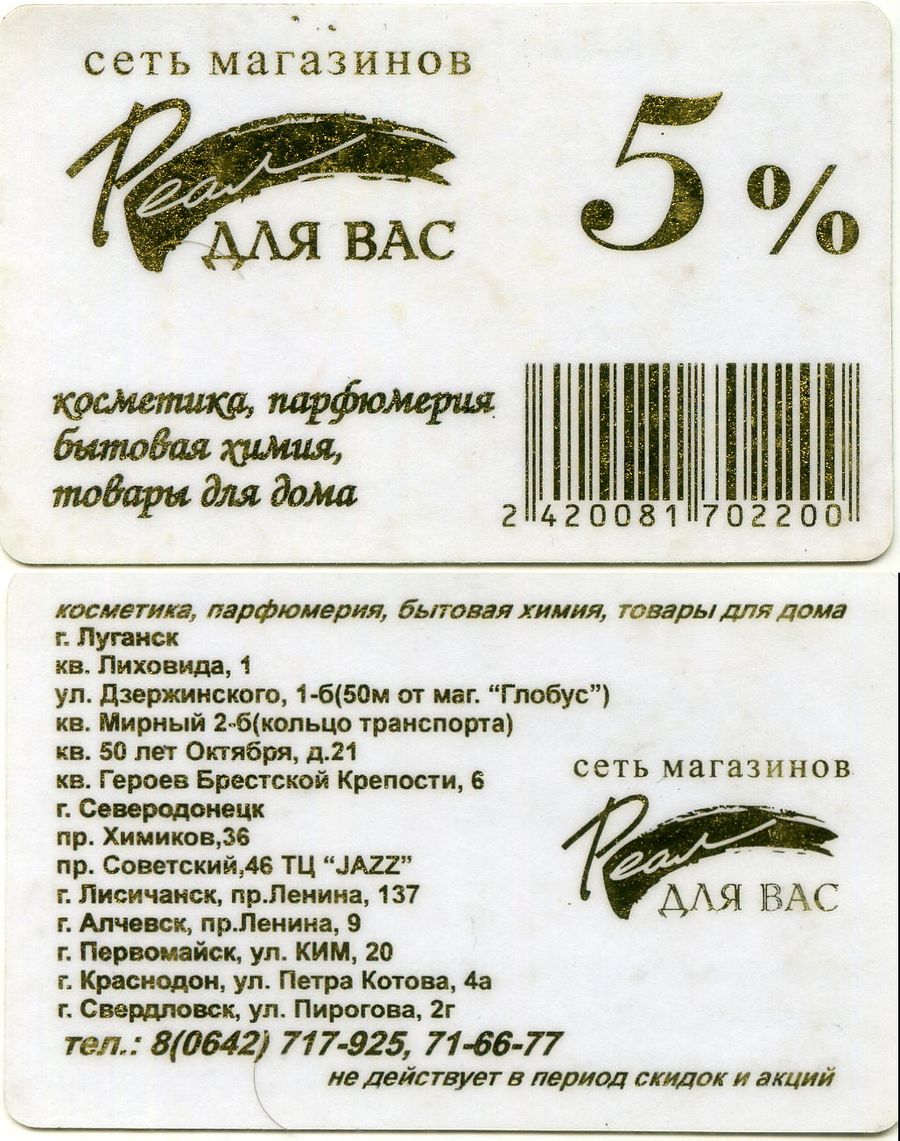 сеть магазинов
Реал
ДЛЯ ВАС
5 %
косметика, парфюмерия
бытовая химия,
товары для дома
2 420081 702200
косметика, парфюмерия, бытовая химия, товары для дома
г. Луганск
кв. Лиховида, 1
ул. Дзержинского, 1-б(50м от маг. “Глобус”)
кв. Мирный 2-б(кольцо транспорта)
кв. 50 лет Октября, д.21
кв. Героев Брестской Крепости, 6
г. Северодонецк
пр. Химиков,36
пр. Советский,46 ТЦ “JAZZ”
г. Лисичанск, пр.Ленина, 137
г. Алчевск, пр.Ленина, 9
г. Первомайск, ул. КИМ, 20
г. Краснодон, ул. Петра Котова, 4а
г. Свердловск, ул. Пирогова, 2г
тел.: 8(0642) 717-925, 71-66-77
не действует в период скидок и акций
сеть магазинов
Реал
ДЛЯ ВАС